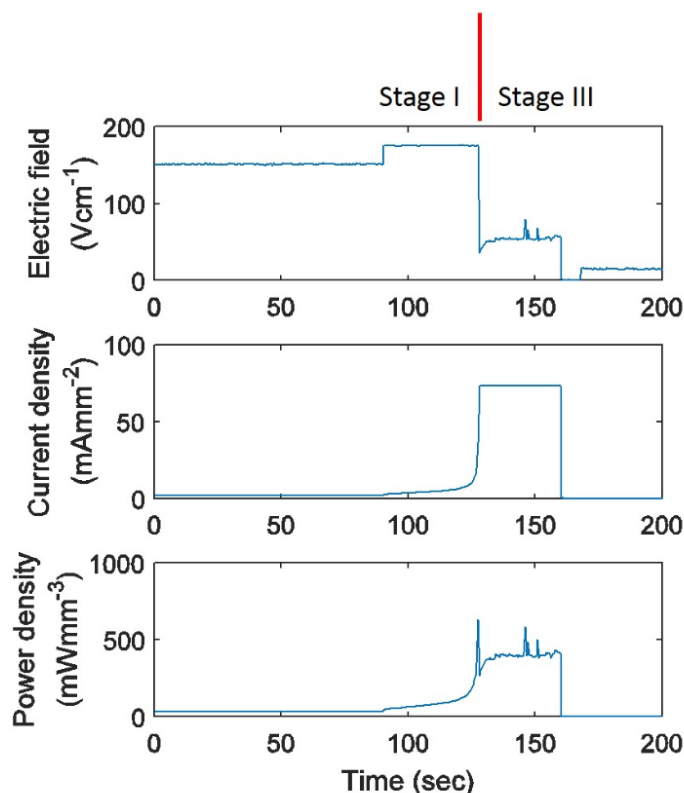 Stage I
Stage III
Electric field
(Vcm⁻¹)
200
100
0
0
50
100
150
200
Current density
(mAmm⁻²)
100
50
0
0
50
100
150
200
Power density
(mWmm⁻³)
1000
500
0
0
50
100
150
200
Time (sec)